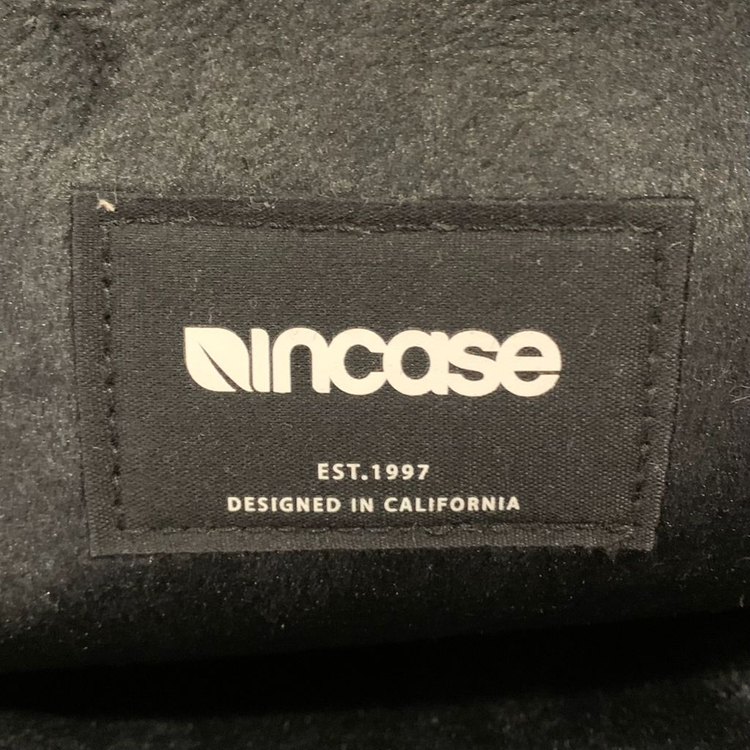 incase
EST.1997
DESIGNED IN CALIFORNIA